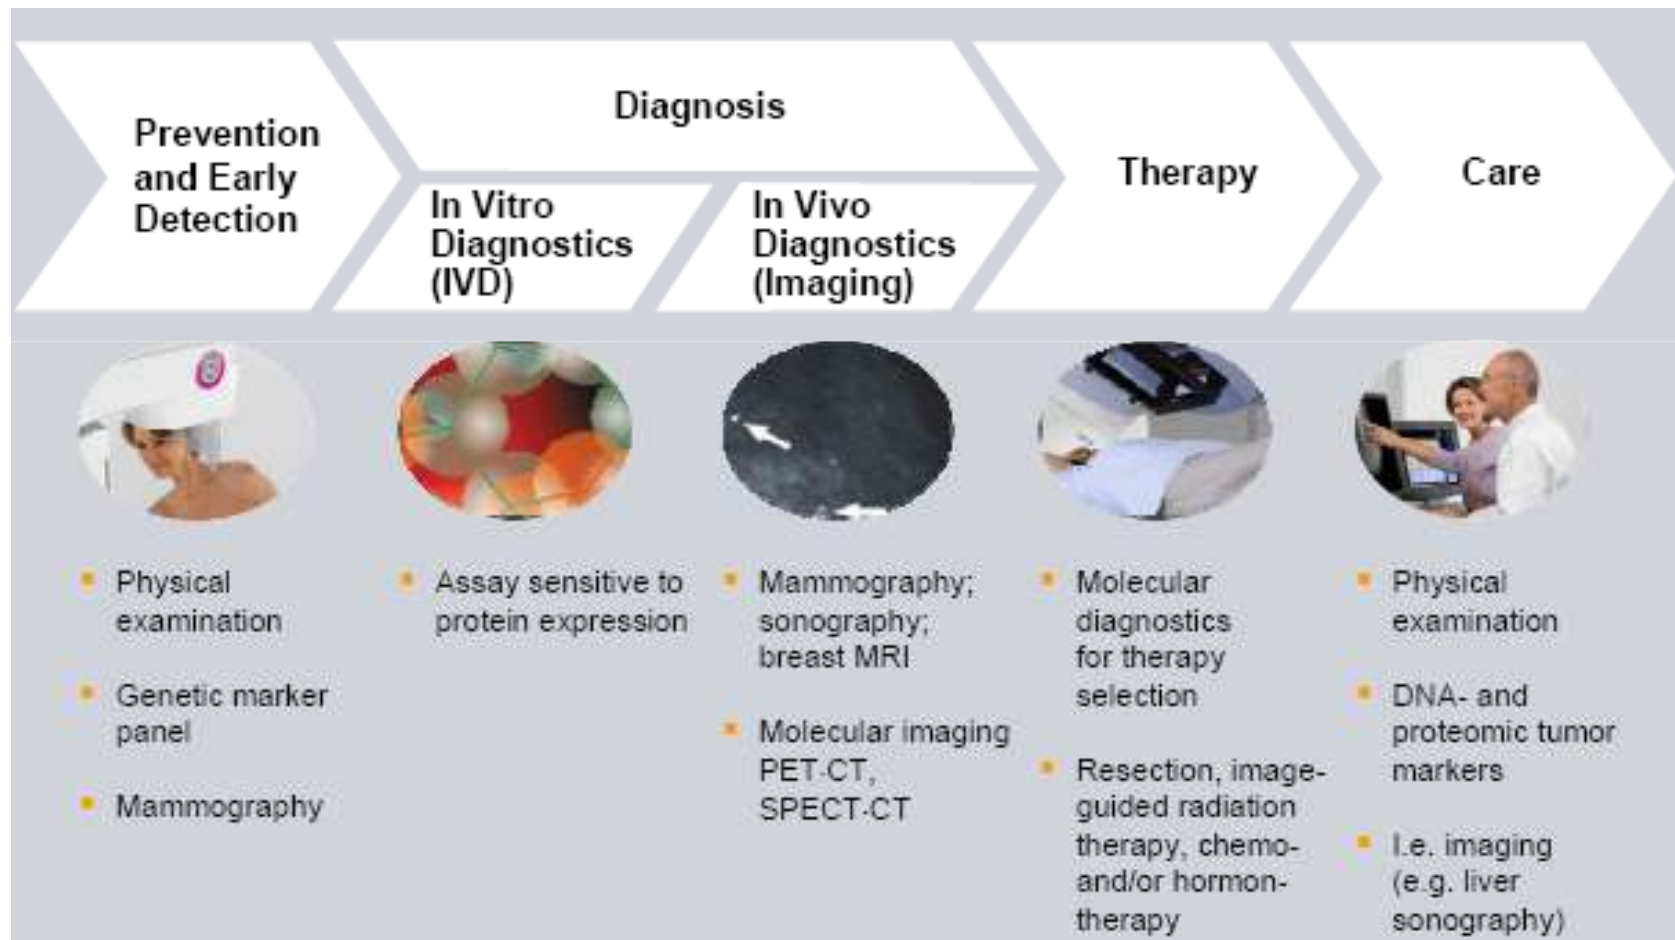 Prevention
and Early
Detection
Diagnosis
In Vitro
Diagnostics
(IVD)
In Vivo
Diagnostics
(Imaging)
Therapy
Care
Physical
examination
Genetic marker
panel
Mammography
Assay sensitive to
protein expression
Mammography;
sonography;
breast MRI
Molecular imaging
PET-CT,
SPECT-CT
Molecular
diagnostics
for therapy
selection
Resection, image-
guided radiation
therapy, chemo-
and/or hormon-
therapy
Physical
examination
DNA- and
proteomic tumor
markers
I.e. imaging
(e.g. liver
sonography)